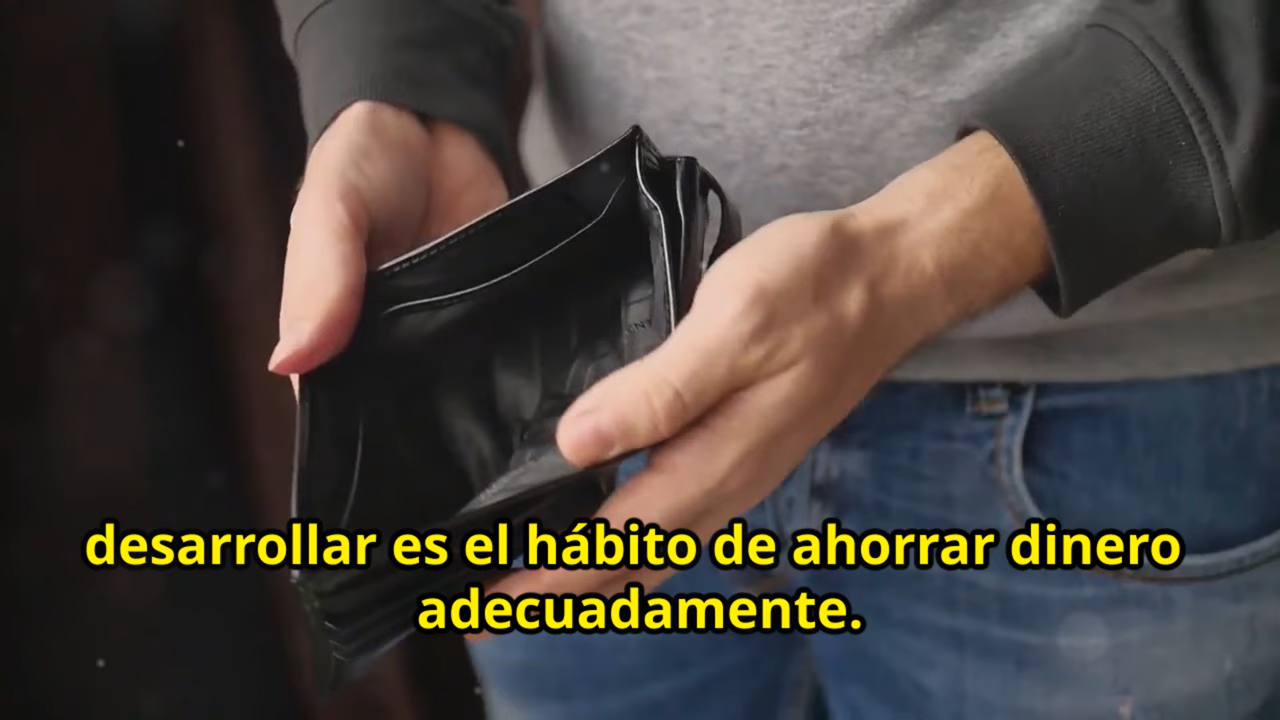 desarrollar es el hábito de ahorrar dinero
adecuadamente.